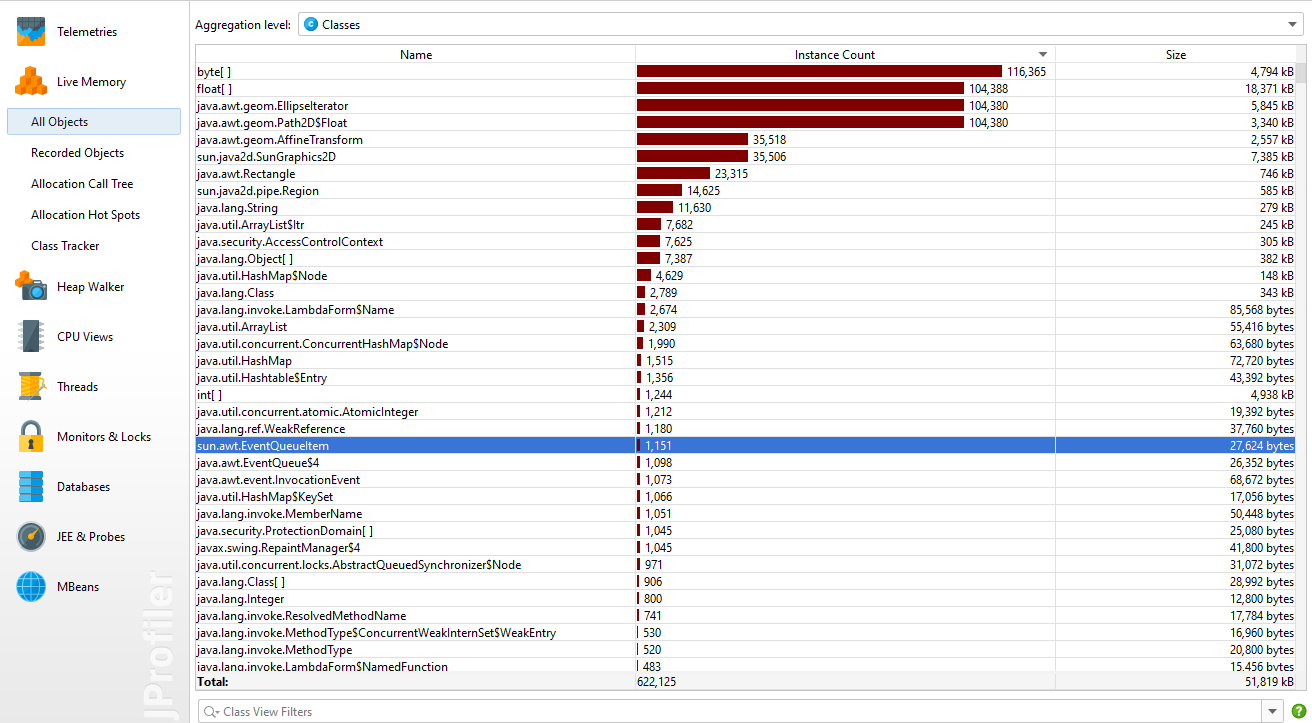 Telemetries
Live Memory
All Objects
Recorded Objects
Allocation Call Tree
Allocation Hot Spots
Class Tracker
Heap Walker
CPU Views
Threads
Monitors & Locks
Databases
JEE & Probes
MBeans
JProfiler
Aggregation level: C Classes
Name Instance Count Size
byte[ ] 116,365 4,794 kB
float[ ] 104,388 18,371 kB
java.awt.geom.EllipseIterator 104,380 5,845 kB
java.awt.geom.Path2D$Float 104,380 3,340 kB
java.awt.geom.AffineTransform 35,518 2,557 kB
sun.java2d.SunGraphics2D 35,506 7,385 kB
java.awt.Rectangle 23,315 746 kB
sun.java2d.pipe.Region 14,625 585 kB
java.lang.String 11,630 279 kB
java.util.ArrayList$Itr 7,682 245 kB
java.security.AccessControlContext 7,625 305 kB
java.lang.Object[ ] 7,387 382 kB
java.util.HashMap$Node 4,629 148 kB
java.lang.Class 2,789 343 kB
java.lang.invoke.LambdaForm$Name 2,674 85,568 bytes
java.util.ArrayList 2,309 55,416 bytes
java.util.concurrent.ConcurrentHashMap$Node 1,990 63,680 bytes
java.util.HashMap 1,515 72,720 bytes
java.util.Hashtable$Entry 1,356 43,392 bytes
int[ ] 1,244 4,938 kB
java.util.concurrent.atomic.AtomicInteger 1,212 19,392 bytes
java.lang.ref.WeakReference 1,180 37,760 bytes
sun.awt.EventQueueItem 1,151 27,624 bytes
java.awt.EventQueue$4 1,098 26,352 bytes
java.awt.event.InvocationEvent 1,073 68,672 bytes
java.util.HashMap$KeySet 1,066 17,056 bytes
java.lang.invoke.MemberName 1,051 50,448 bytes
java.security.ProtectionDomain[ ] 1,045 25,080 bytes
javax.swing.RepaintManager$4 1,045 41,800 bytes
java.util.concurrent.locks.AbstractQueuedSynchronizer$Node 971 31,072 bytes
java.lang.Class[ ] 906 28,992 bytes
java.lang.Integer 800 12,800 bytes
java.lang.invoke.ResolvedMethodName 741 17,784 bytes
java.lang.invoke.MethodType$ConcurrentWeakInternSet$WeakEntry 530 16,960 bytes
java.lang.invoke.MethodType 520 20,800 bytes
java.lang.invoke.LambdaForm$NamedFunction 483 15,456 bytes
Total: 622,125 51,819 kB
Class View Filters ?